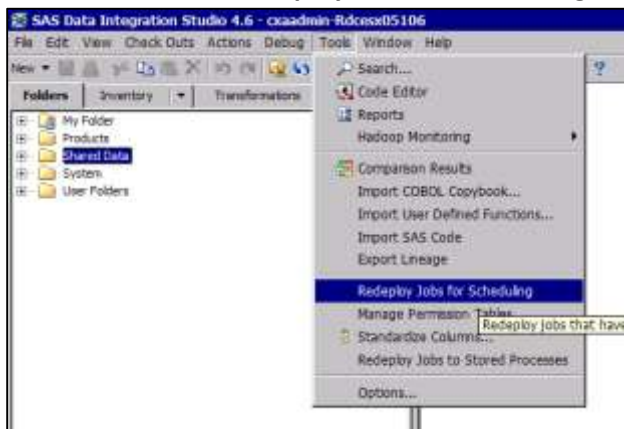 SAS Data Integration Studio 4.6 - cxaadmin-Rdcesx05106
File Edit View Check Outs Actions Debug Tools Window Help
New
Folders Inventory Transformations
My Folder
Products
Shared Data
System
User Folders
Search...
Code Editor
Reports
Hadoop Monitoring
Comparison Results
Import COBOL Copybook...
Import User Defined Functions...
Import SAS Code
Export Lineage
Redeploy Jobs for Scheduling
Manage Permission Tables
Redeploy jobs that have
Standardize Columns...
Redeploy Jobs to Stored Processes
Options...